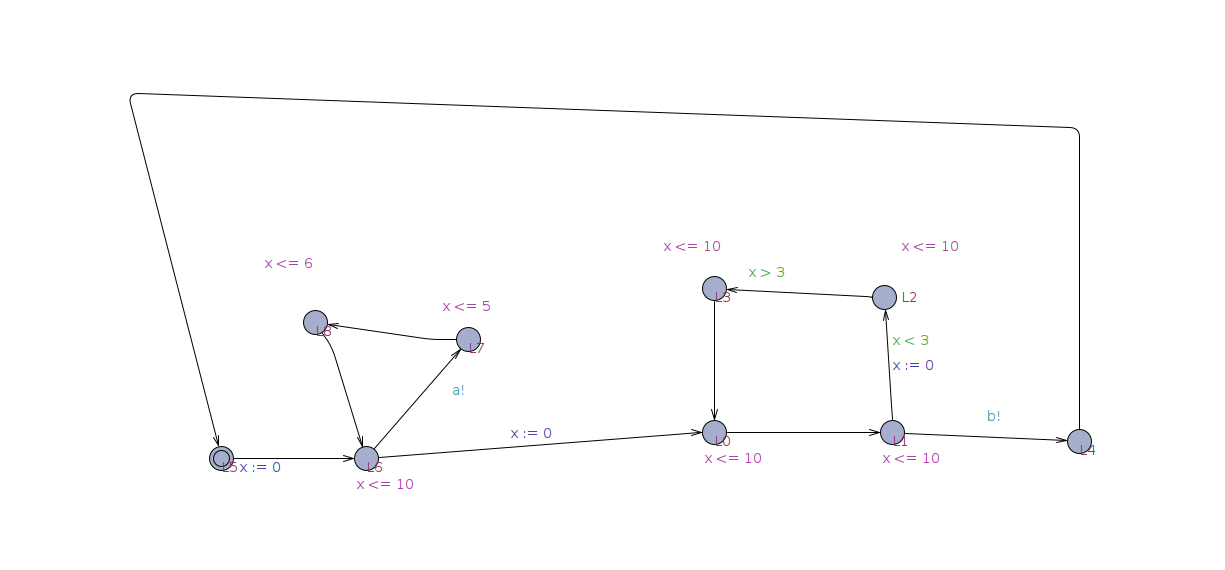 x <= 10
x <= 10
x <= 6
x > 3
L3
L2
x <= 5
L8
L7
x < 3
x := 0
a!
b!
x := 0
L0
L1
L4
x <= 10
x <= 10
L5
x := 0
L6
x <= 10